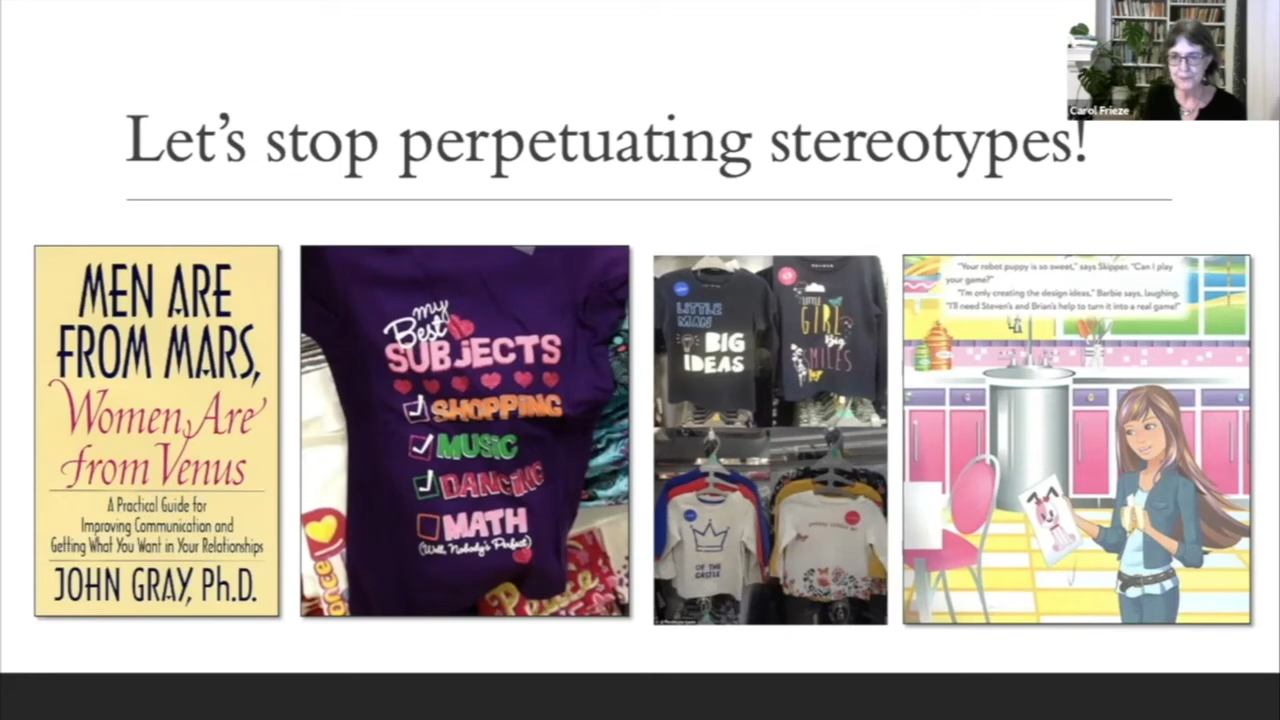 Carol Frieze
Let's stop perpetuating stereotypes!
MEN ARE
FROM MARS,
Women Are
from Venus
A Practical Guide for
Improving Communication and
Getting What You Want in Your Relationships
JOHN GRAY, Ph.D.
my
Best
SUBJECTS
SHOPPING
MUSIC
DANCING
MATH
(Well, Nobody's Perfect)
Peace
LITTLE
MAN
BIG
IDEAS
LITTLE
GIRL
Big
SMILES
OF THE
CASTLE
"Your robot puppy is so sweet," says Skipper. "Can I play
your game?"
"I'm only creating the design ideas," Barbie says, laughing.
"I'll need Steven's and Brian's help to turn it into a real game!"